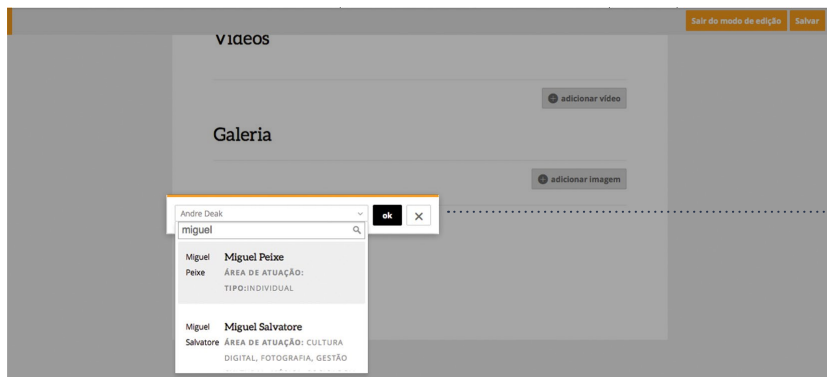 Sair do modo de edição Salvar
Vídeos
adicionar vídeo
Galeria
adicionar imagem
Andre Deak ok
miguel
Miguel Peixe Miguel Peixe
ÁREA DE ATUAÇÃO:
TIPO:INDIVIDUAL
Miguel Salvatore Miguel Salvatore
ÁREA DE ATUAÇÃO: CULTURA
DIGITAL, FOTOGRAFIA, GESTÃO